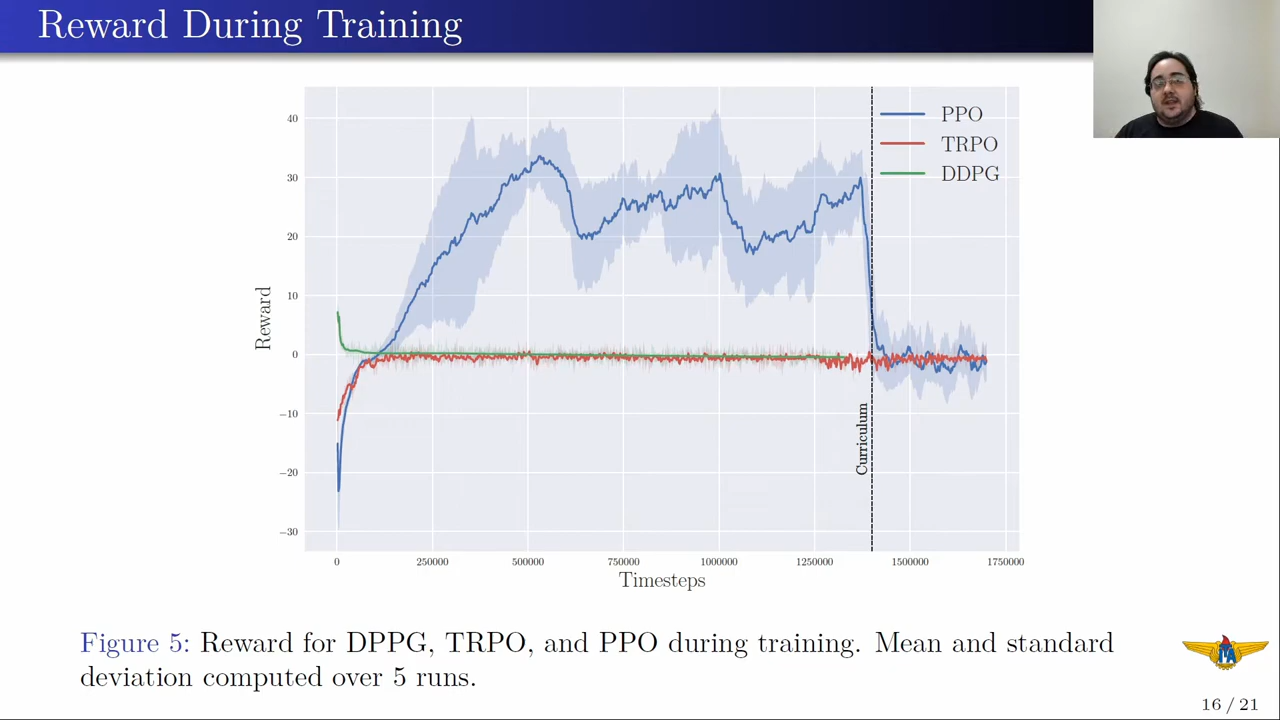 Reward During Training
PPO
TRPO
DDPG
40
30
20
10
0
−10
−20
−30
Reward
Curriculum
0
250000
500000
750000
1000000
1250000
1500000
1750000
Timesteps
Figure 5: Reward for DPPG, TRPO, and PPO during training. Mean and standard
deviation computed over 5 runs.
ITA
16 / 21